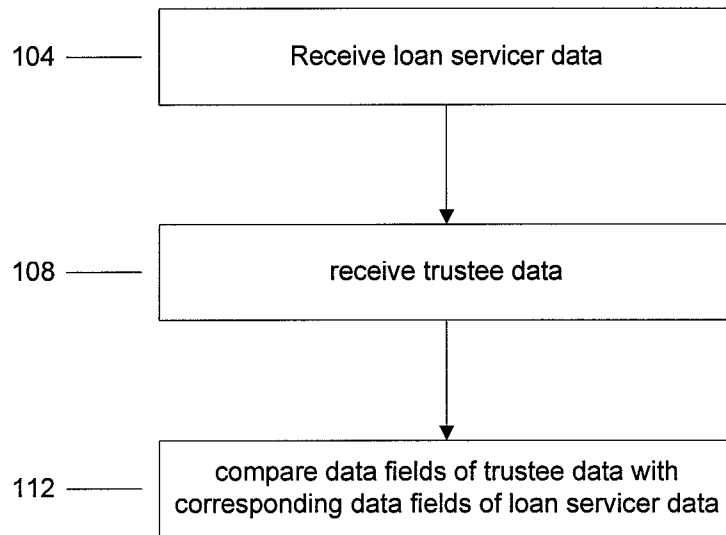 104
Receive loan servicer data
108
receive trustee data
112
compare data fields of trustee data with
corresponding data fields of loan servicer data